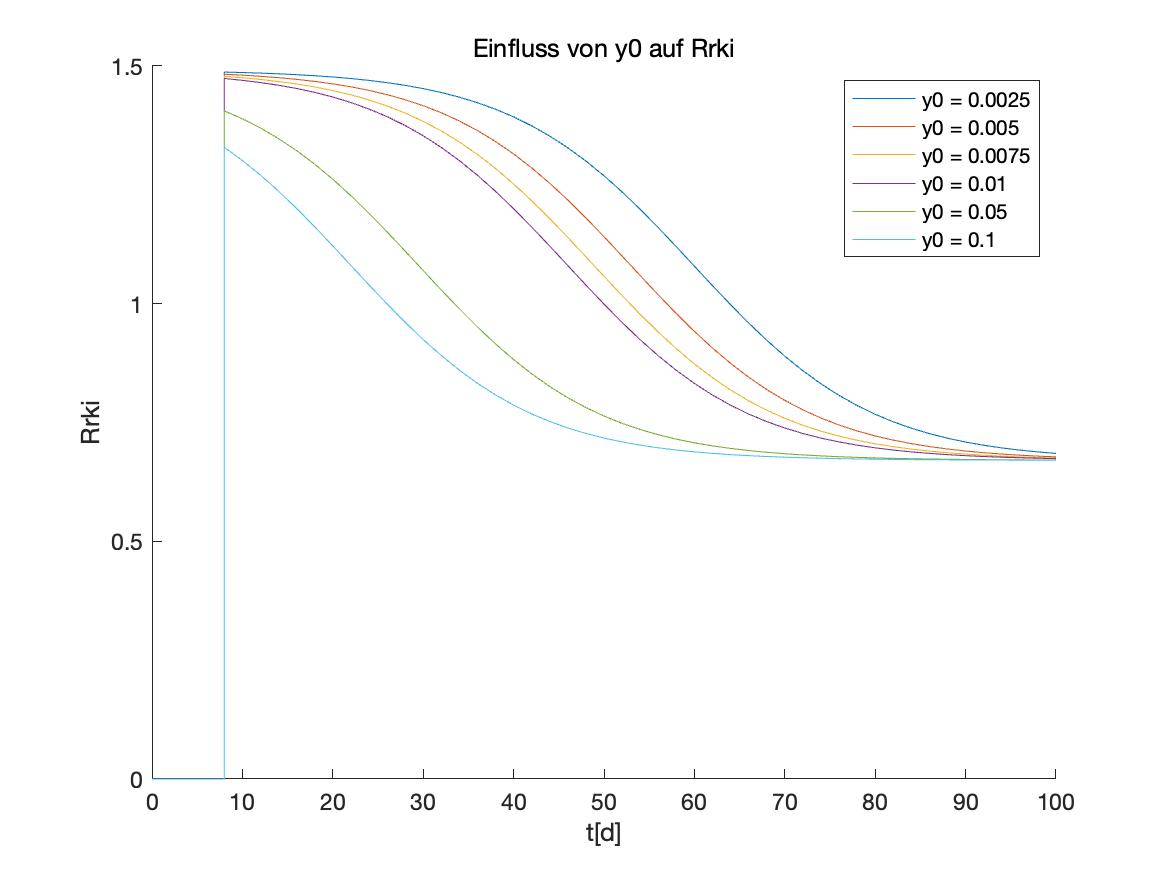 Einfluss von y0 auf Rrki
1.5
1
0.5
0
Rrki
y0 = 0.0025
y0 = 0.005
y0 = 0.0075
y0 = 0.01
y0 = 0.05
y0 = 0.1
0 10 20 30 40 50 60 70 80 90 100
t[d]